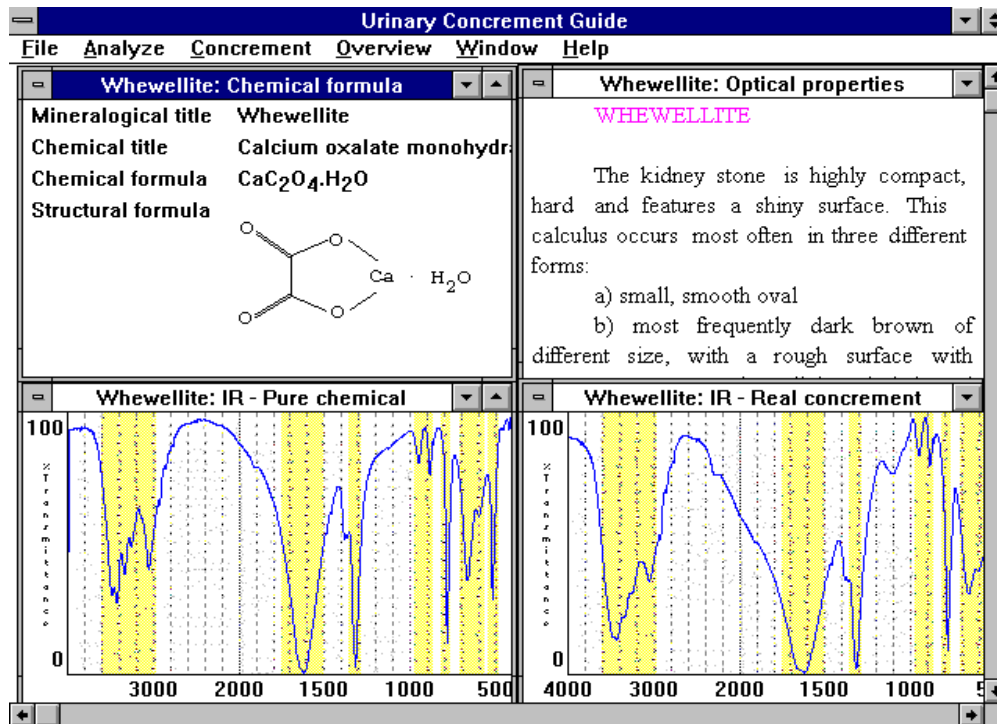 Urinary Concrement Guide
File Analyze Concrement Overview Window Help
Whewellite: Chemical formula
Mineralogical title Whewellite
Chemical title Calcium oxalate monohydr
Chemical formula CaC₂O₄.H₂O
Structural formula
O O
Ca · H₂O
O O
Whewellite: Optical properties
WHEWELLITE
The kidney stone is highly compact,
hard and features a shiny surface. This
calculus occurs most often in three different
forms:
a) small, smooth oval
b) most frequently dark brown of
different size, with a rough surface with
Whewellite: IR - Pure chemical
100
%Transmittance
0
3000 2000 1500 1000 500
Whewellite: IR - Real concrement
100
%Transmittance
0
4000 3000 2000 1500 1000 5